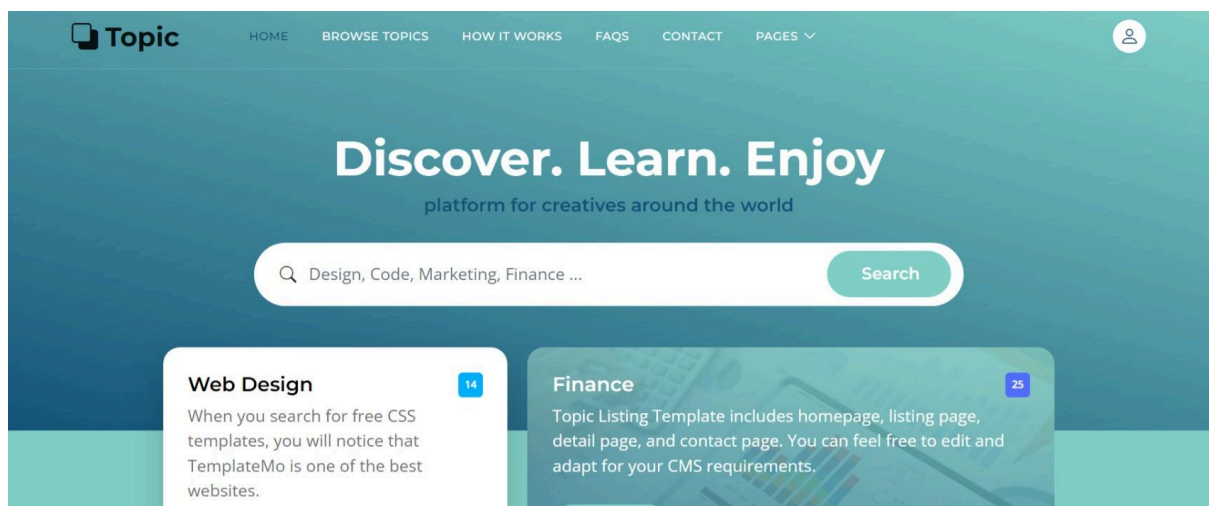 Topic
HOME BROWSE TOPICS HOW IT WORKS FAQS CONTACT PAGES
Discover. Learn. Enjoy
platform for creatives around the world
Design, Code, Marketing, Finance ...
Search
Web Design
14
When you search for free CSS
templates, you will notice that
TemplateMo is one of the best
websites.
Finance
25
Topic Listing Template includes homepage, listing page,
detail page, and contact page. You can feel free to edit and
adapt for your CMS requirements.